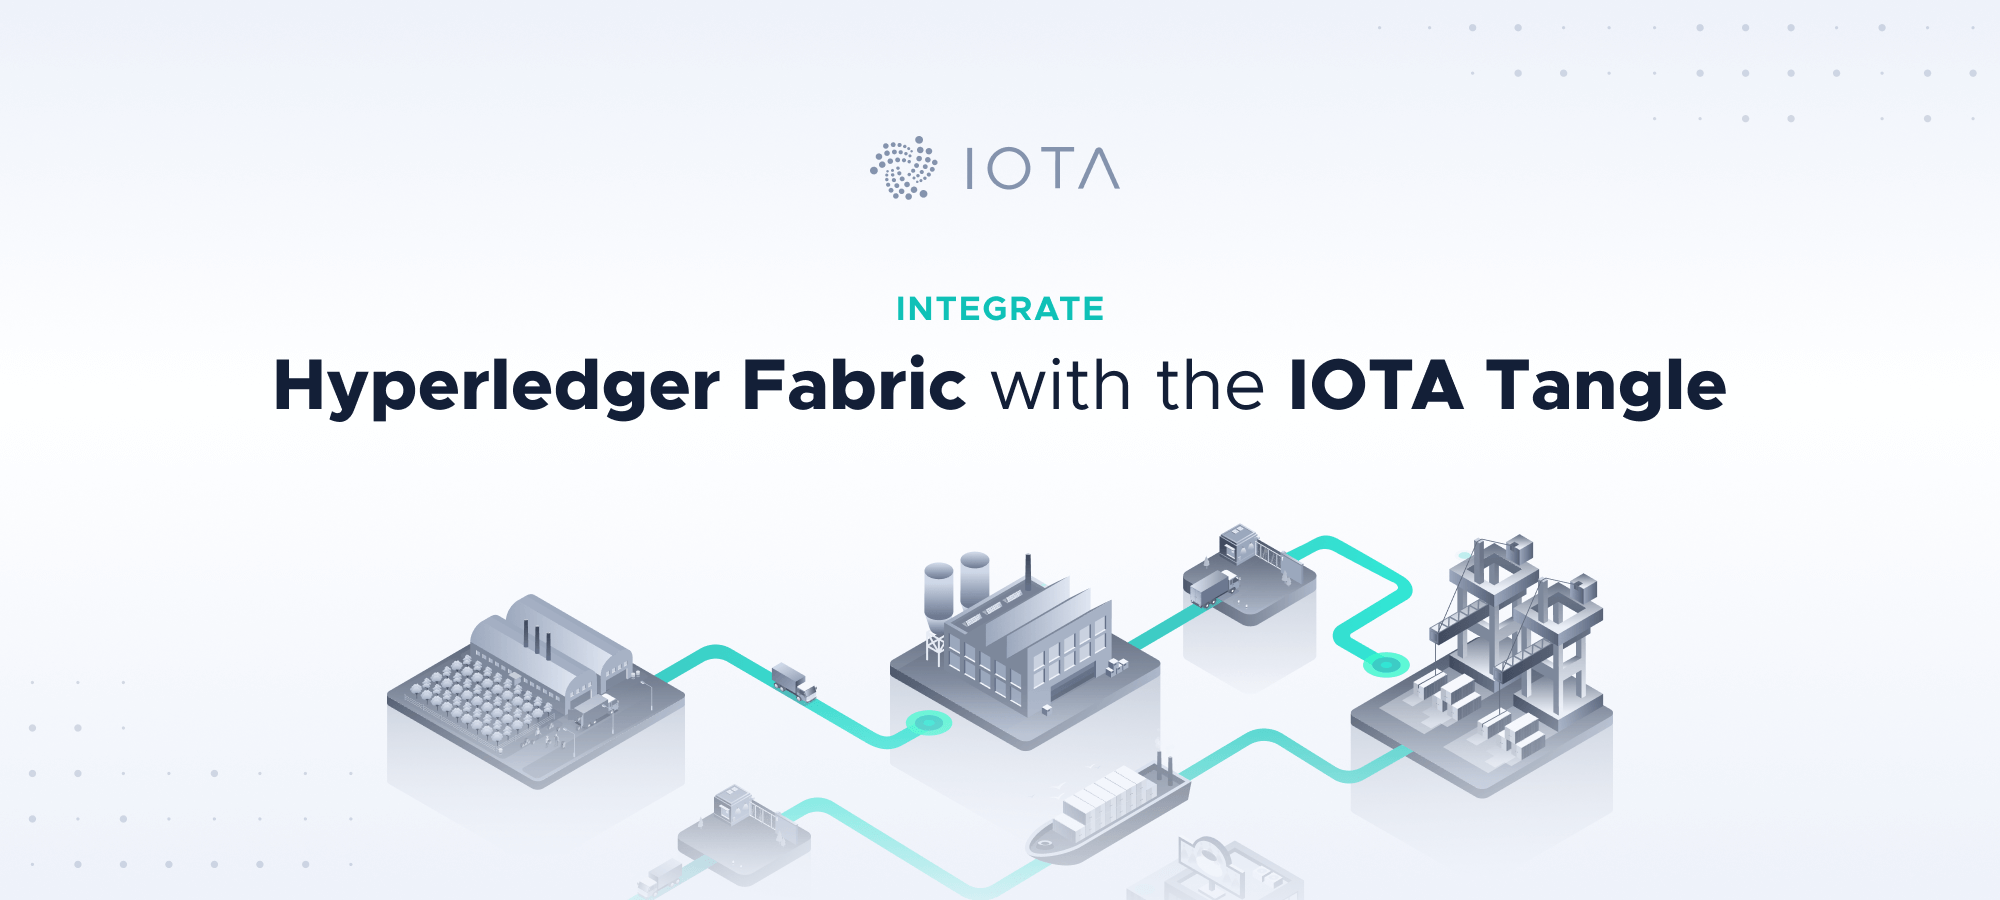 IOTA
INTEGRATE
Hyperledger Fabric with the IOTA Tangle